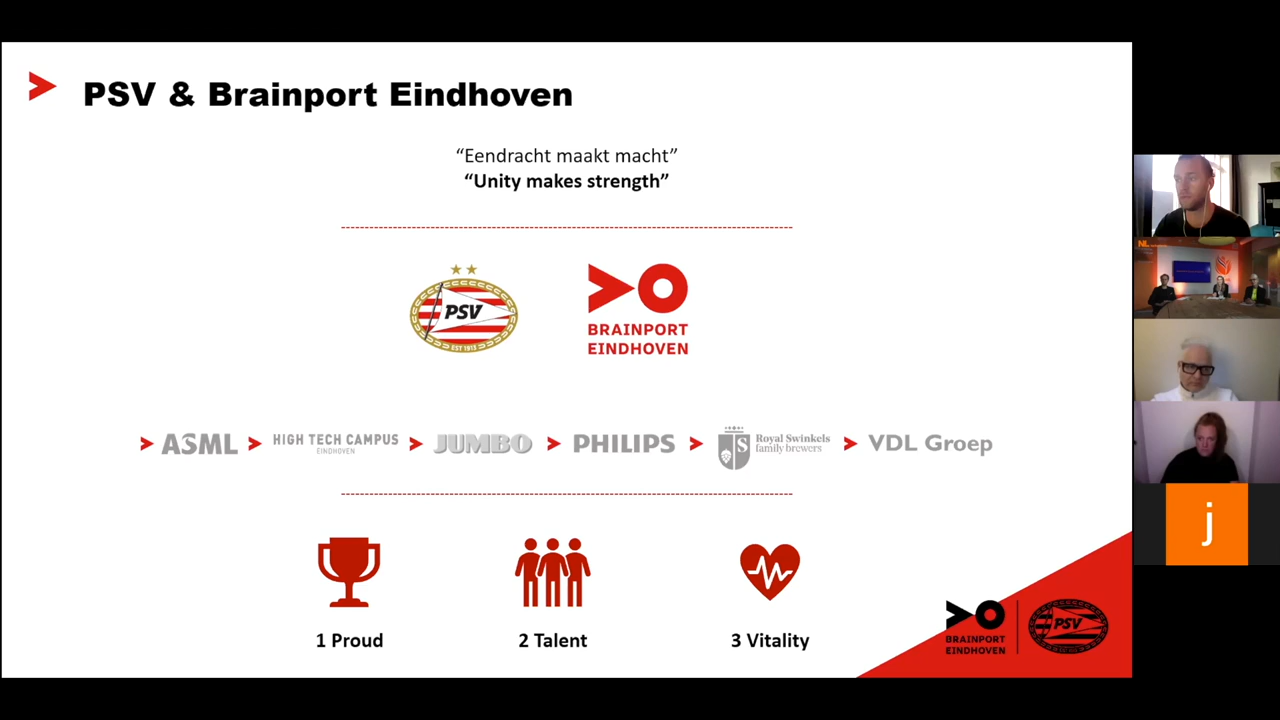 PSV & Brainport Eindhoven
“Eendracht maakt macht”
“Unity makes strength”
PSV
EST 1913
BRAINPORT
EINDHOVEN
ASML
HIGH TECH CAMPUS
EINDHOVEN
JUMBO
PHILIPS
S
Royal Swinkels
family brewers
VDL Groep
1 Proud
2 Talent
3 Vitality
BRAINPORT
EINDHOVEN
PSV
NL
j